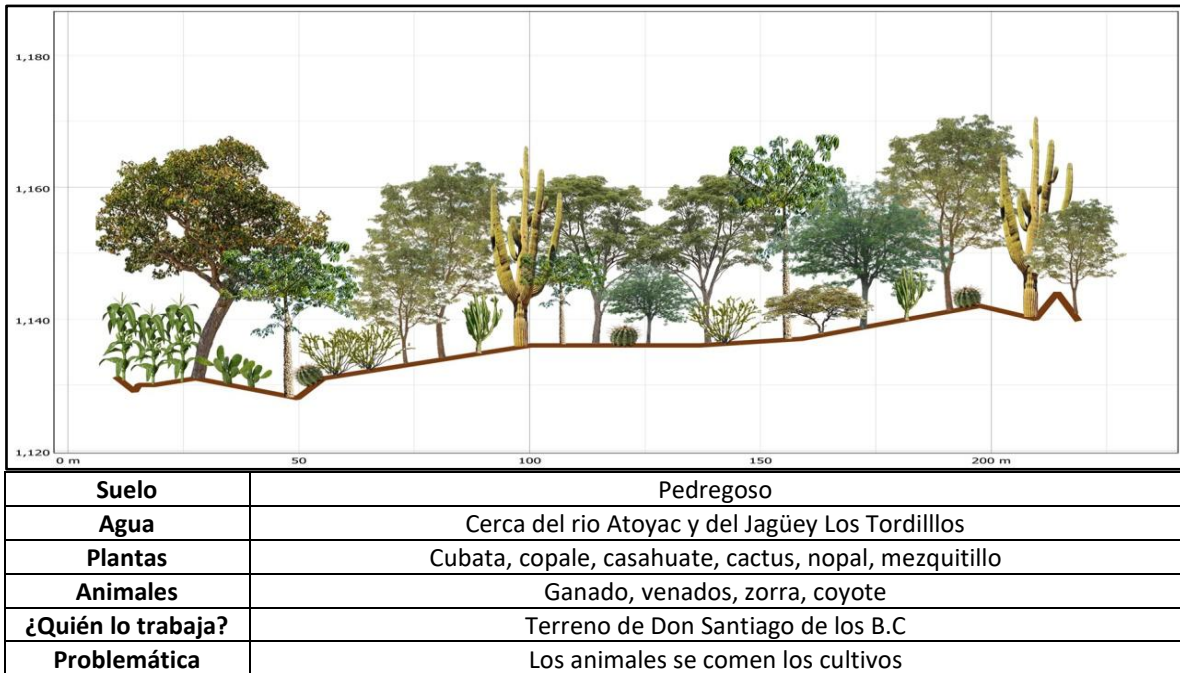 1,180
1,160
1,140
1,120
0 m 50 100 150 200 m
Suelo Pedregoso
Agua Cerca del rio Atoyac y del Jagüey Los Tordilllos
Plantas Cubata, copale, casahuate, cactus, nopal, mezquitillo
Animales Ganado, venados, zorra, coyote
¿Quién lo trabaja? Terreno de Don Santiago de los B.C
Problemática Los animales se comen los cultivos